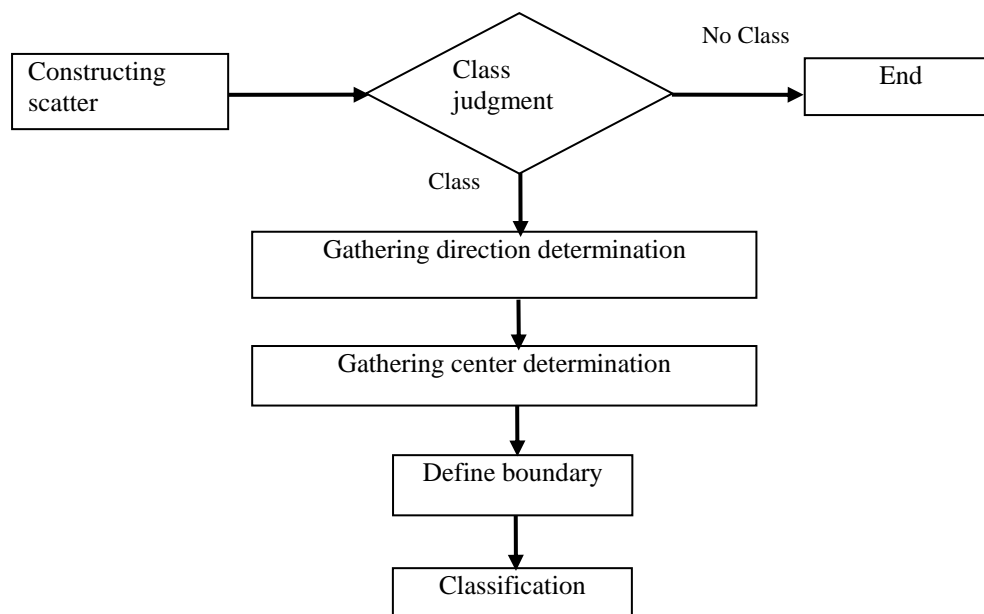 Constructing
scatter
Class
judgment
No Class
End
Class
Gathering direction determination
Gathering center determination
Define boundary
Classification